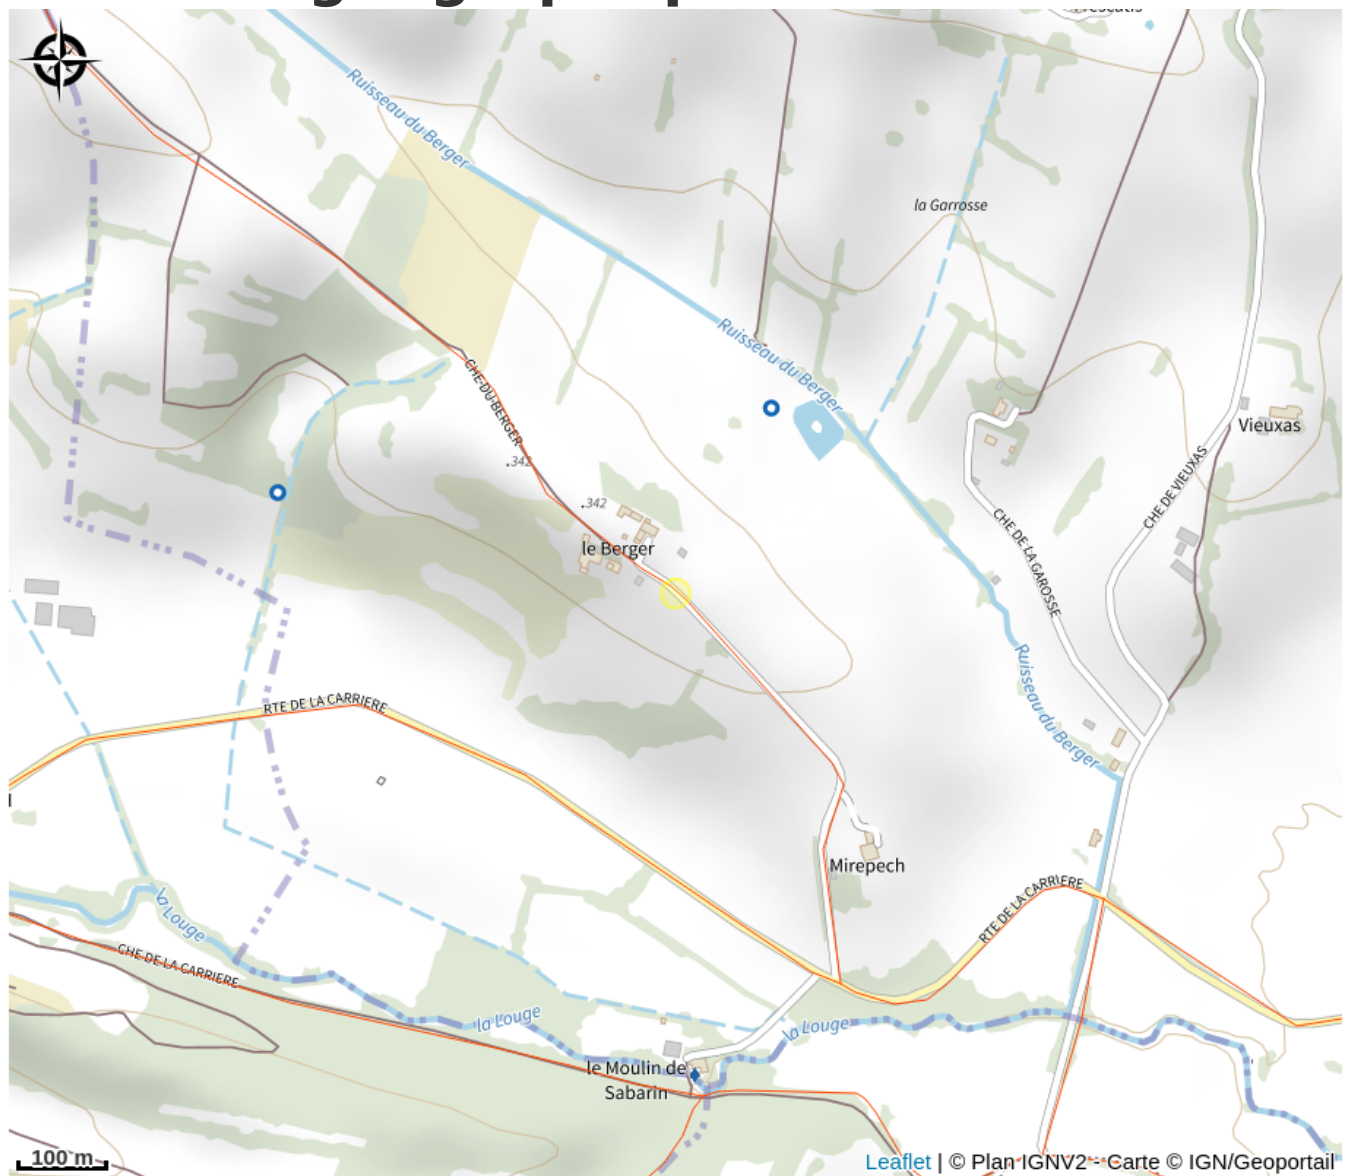 Ruisseau du Berger
la Garrosse
Ruisseau du Berger
CHE DU BERGER
Vieuxas
.342
CHE DE VIEUXAS
.342
CHE DE LA GAROSSE
le Berger
Ruisseau du Berger
RTE DE LA CARRIERE
Mirepech
RTE DE LA CARRIERE
la Louge
CHE DE LA CARRIERE
la Louge
la Louge
le Moulin de
Sabarin
100 m
Leaflet | © Plan IGNV2 - Carte © IGN/Geoportail